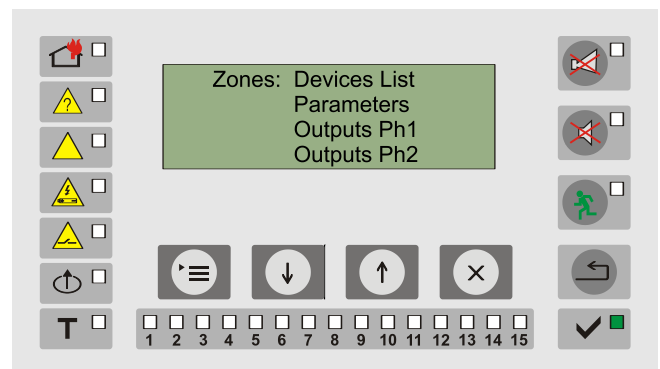 Zones: Devices List
Parameters
Outputs Ph1
Outputs Ph2
?
T
1 2 3 4 5 6 7 8 9 10 11 12 13 14 15